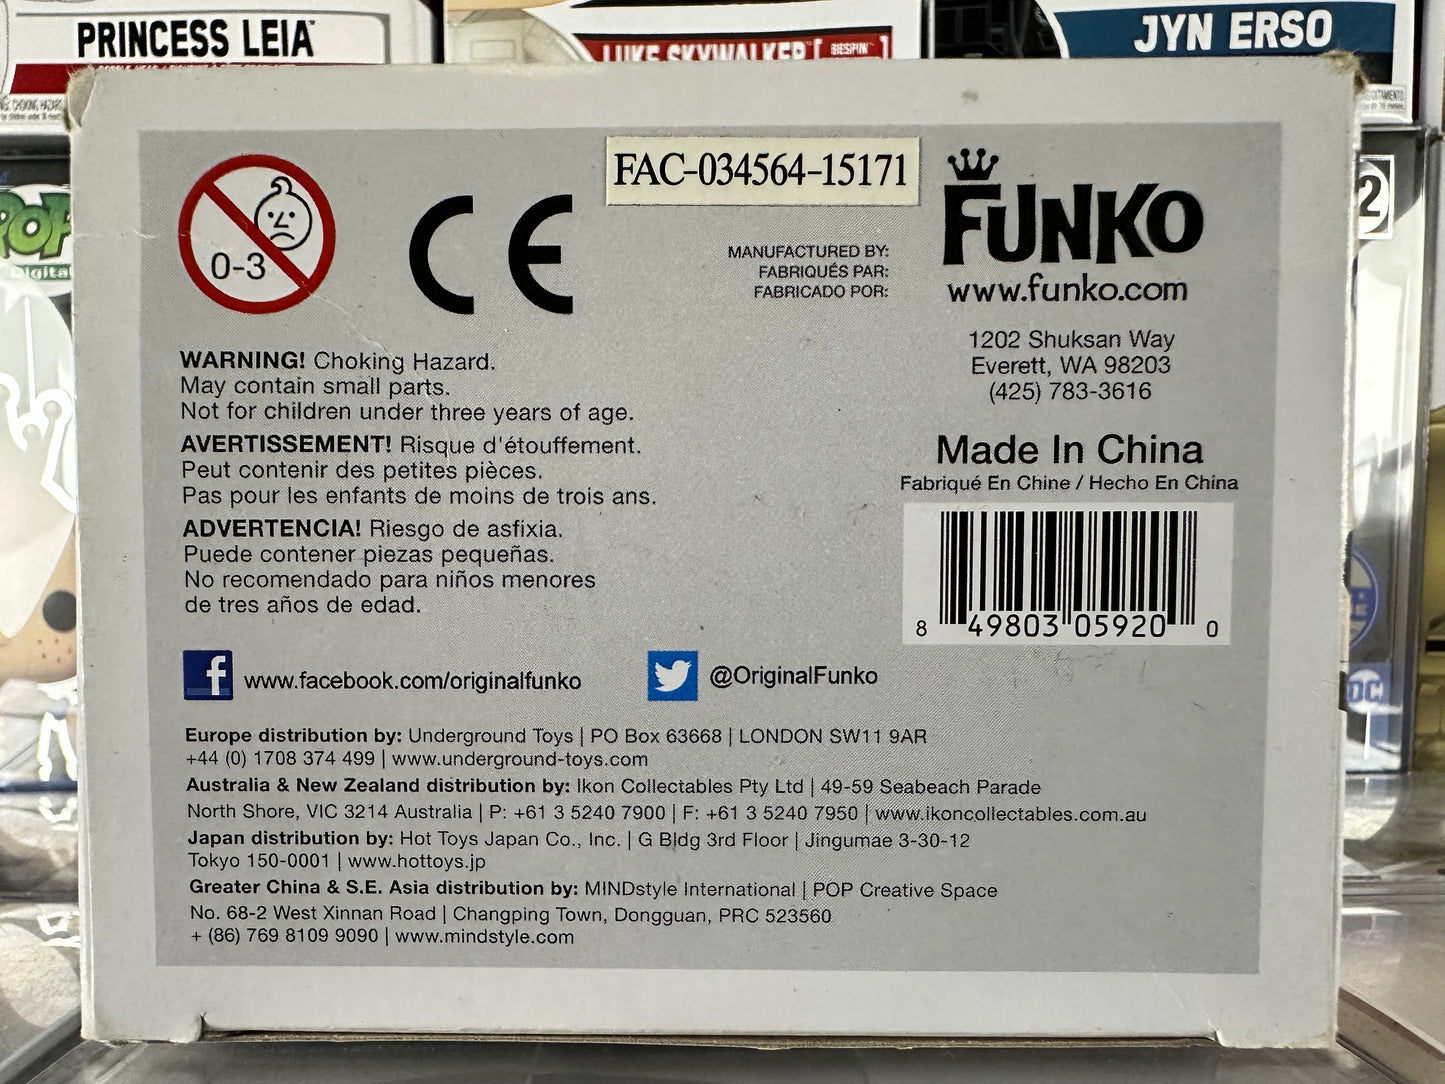 PRINCESS LEIA™
LUKE SKYWALKER™ [ BESPIN™ ]
JYN ERSO
POP
Digital
2
DC
0-3
CE
FAC-034564-15171
MANUFACTURED BY:
FABRIQUÉS PAR:
FABRICADO POR:
FUNKO
www.funko.com
1202 Shuksan Way
Everett, WA 98203
(425) 783-3616
Made In China
Fabriqué En Chine / Hecho En China
8 49803 05920 0
WARNING! Choking Hazard.
May contain small parts.
Not for children under three years of age.
AVERTISSEMENT! Risque d'étouffement.
Peut contenir des petites pièces.
Pas pour les enfants de moins de trois ans.
ADVERTENCIA! Riesgo de asfixia.
Puede contener piezas pequeñas.
No recomendado para niños menores
de tres años de edad.
f www.facebook.com/originalfunko
@OriginalFunko
Europe distribution by: Underground Toys | PO Box 63668 | LONDON SW11 9AR
+44 (0) 1708 374 499 | www.underground-toys.com
Australia & New Zealand distribution by: Ikon Collectables Pty Ltd | 49-59 Seabeach Parade
North Shore, VIC 3214 Australia | P: +61 3 5240 7900 | F: +61 3 5240 7950 | www.ikoncollectables.com.au
Japan distribution by: Hot Toys Japan Co., Inc. | G Bldg 3rd Floor | Jingumae 3-30-12
Tokyo 150-0001 | www.hottoys.jp
Greater China & S.E. Asia distribution by: MINDstyle International | POP Creative Space
No. 68-2 West Xinnan Road | Changping Town, Dongguan, PRC 523560
+ (86) 769 8109 9090 | www.mindstyle.com